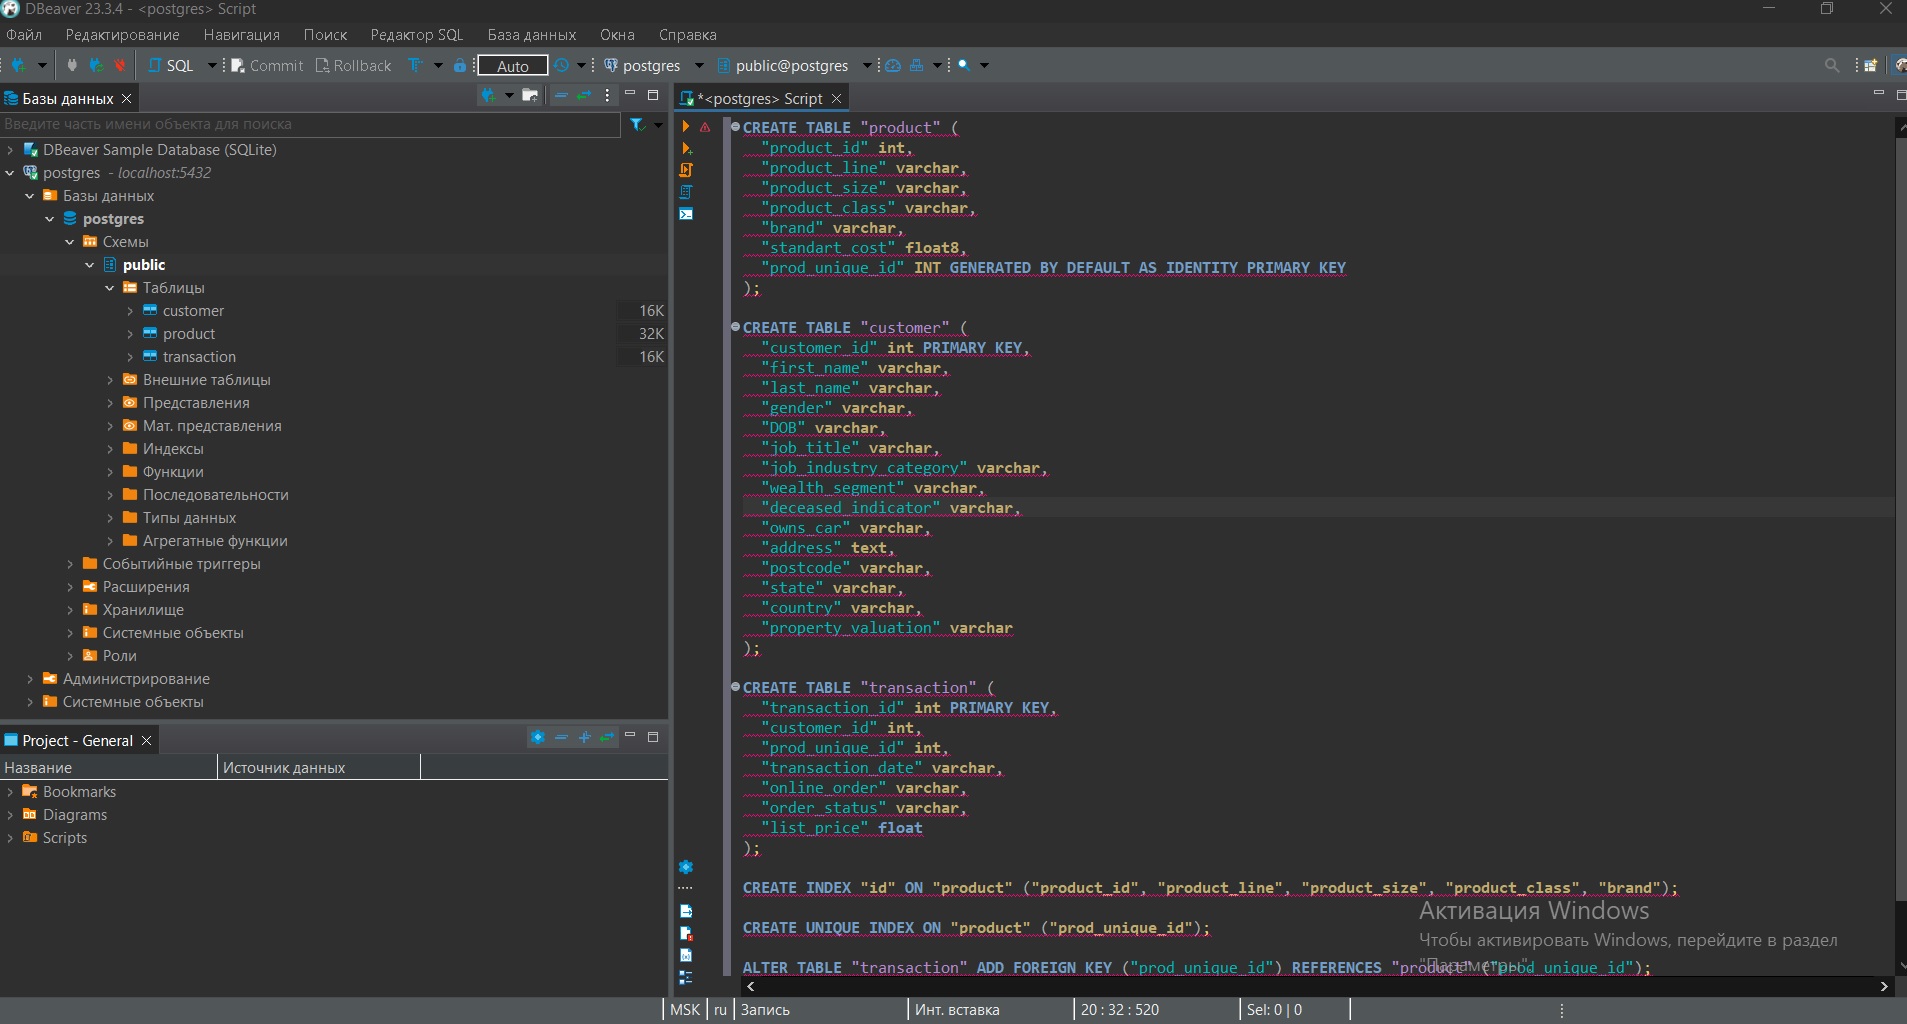 DBeaver 23.3.4 - <postgres> Script
Файл Редактирование Навигация Поиск Редактор SQL База данных Окна Справка
SQL Commit Rollback Auto postgres public@postgres
Базы данных
Введите часть имени объекта для поиска
DBeaver Sample Database (SQLite)
postgres - localhost:5432
Базы данных
postgres
Схемы
public
Таблицы
customer 16K
product 32K
transaction 16K
Внешние таблицы
Представления
Мат. представления
Индексы
Функции
Последовательности
Типы данных
Агрегатные функции
Событийные триггеры
Расширения
Хранилище
Системные объекты
Роли
Администрирование
Системные объекты
Project - General
Название Источник данных
Bookmarks
Diagrams
Scripts
*<postgres> Script
CREATE TABLE "product" (
"product_id" int,
"product_line" varchar,
"product_size" varchar,
"product_class" varchar,
"brand" varchar,
"standart_cost" float8,
"prod_unique_id" INT GENERATED BY DEFAULT AS IDENTITY PRIMARY KEY
);
CREATE TABLE "customer" (
"customer_id" int PRIMARY KEY,
"first_name" varchar,
"last_name" varchar,
"gender" varchar,
"DOB" varchar,
"job_title" varchar,
"job_industry_category" varchar,
"wealth_segment" varchar,
"deceased_indicator" varchar,
"owns_car" varchar,
"address" text,
"postcode" varchar,
"state" varchar,
"country" varchar,
"property_valuation" varchar
);
CREATE TABLE "transaction" (
"transaction_id" int PRIMARY KEY,
"customer_id" int,
"prod_unique_id" int,
"transaction_date" varchar,
"online_order" varchar,
"order_status" varchar,
"list_price" float
);
CREATE INDEX "id" ON "product" ("product_id", "product_line", "product_size", "product_class", "brand");
CREATE UNIQUE INDEX ON "product" ("prod_unique_id");
ALTER TABLE "transaction" ADD FOREIGN KEY ("prod_unique_id") REFERENCES "product" ("prod_unique_id");
Активация Windows
Чтобы активировать Windows, перейдите в раздел
"Параметры".
MSK ru Запись Инт. вставка 20 : 32 : 520 Sel: 0 | 0